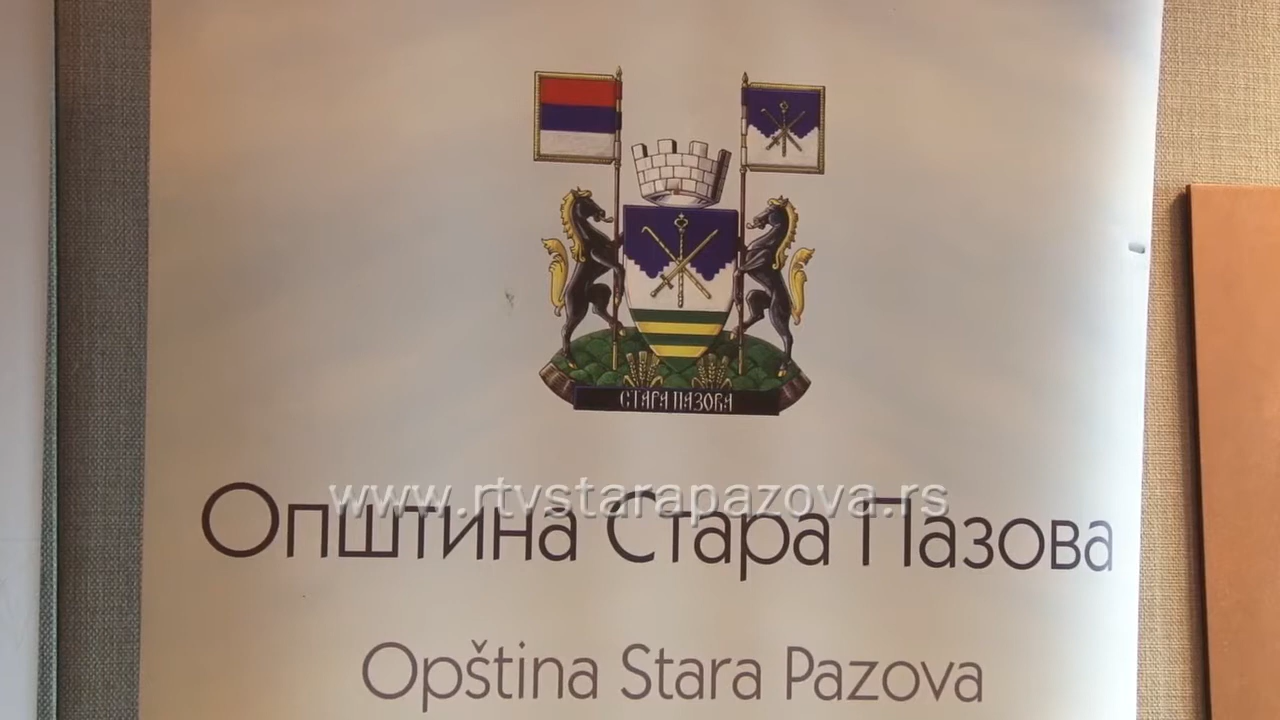 СТАРА ПАЗОВА
www.rtvstarapazova.rs
Општина Стара Пазова
Opština Stara Pazova